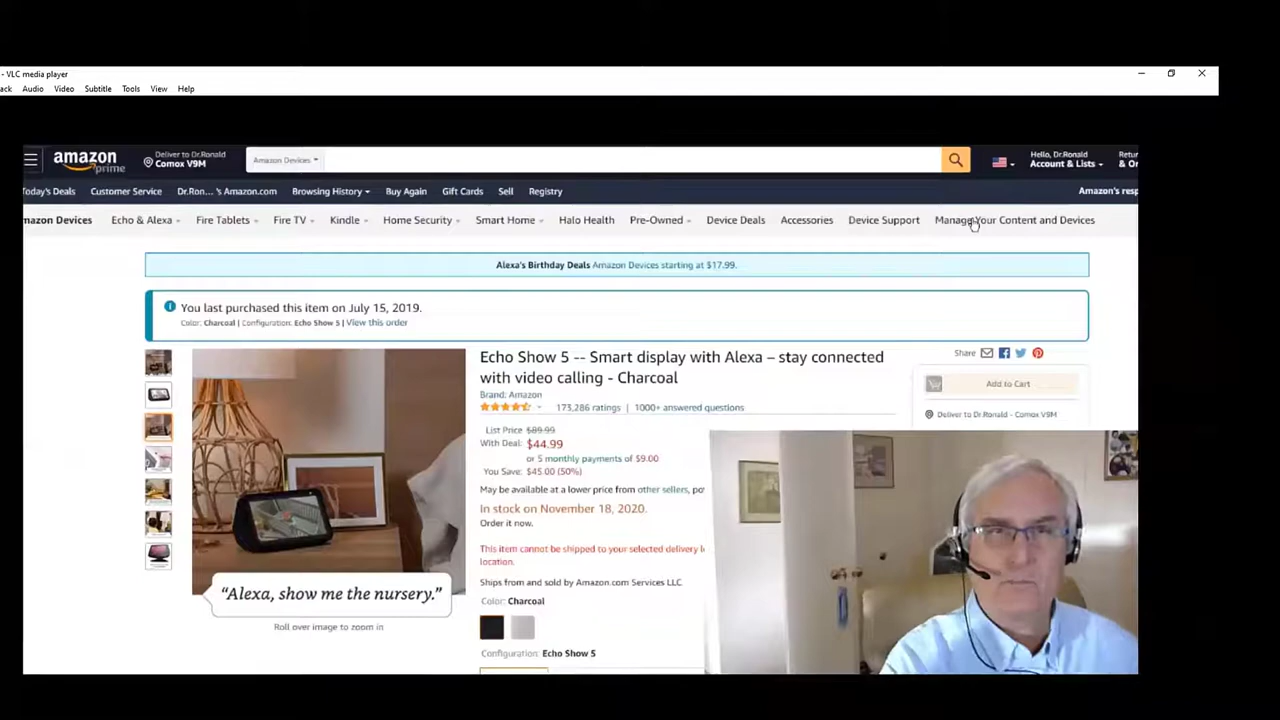 - VLC media player
ack Audio Video Subtitle Tools View Help
amazon prime
Deliver to Dr.Ronald
Comox V9M
Amazon Devices
Hello, Dr.Ronald
Account & Lists
Retur
& Or
Today's Deals Customer Service Dr.Ron... 's Amazon.com Browsing History Buy Again Gift Cards Sell Registry Amazon's resp
mazon Devices Echo & Alexa Fire Tablets Fire TV Kindle Home Security Smart Home Halo Health Pre-Owned Device Deals Accessories Device Support Manage Your Content and Devices
Alexa's Birthday Deals Amazon Devices starting at $17.99.
You last purchased this item on July 15, 2019.
Color: Charcoal | Configuration: Echo Show 5 | View this order
Echo Show 5 -- Smart display with Alexa – stay connected
with video calling - Charcoal
Brand: Amazon
173,286 ratings | 1000+ answered questions
List Price $89.99
With Deal: $44.99
or 5 monthly payments of $9.00
You Save: $45.00 (50%)
May be available at a lower price from other sellers, po
In stock on November 18, 2020.
Order it now.
This item cannot be shipped to your selected delivery l
location.
Ships from and sold by Amazon.com Services LLC
Color: Charcoal
Configuration: Echo Show 5
Share
Add to Cart
Deliver to Dr.Ronald - Comox V9M
“Alexa, show me the nursery.”
Roll over image to zoom in